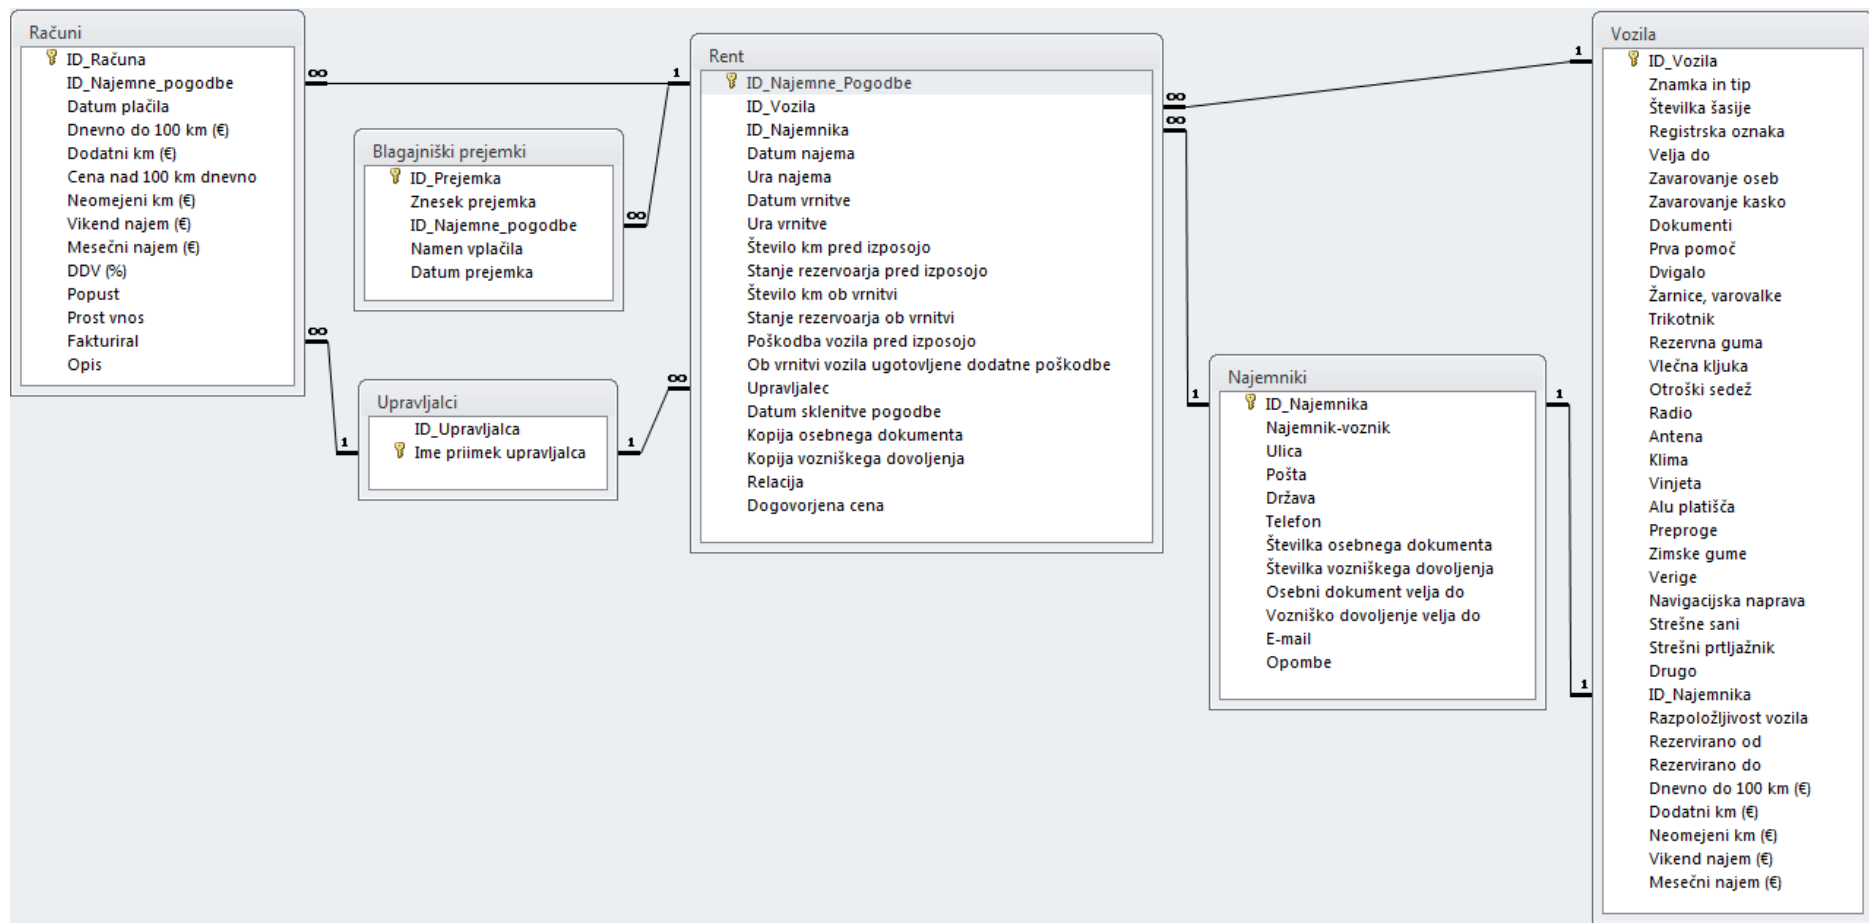 Računi
ID_Računa
ID_Najemne_pogodbe
Datum plačila
Dnevno do 100 km (€)
Dodatni km (€)
Cena nad 100 km dnevno
Neomejeni km (€)
Vikend najem (€)
Mesečni najem (€)
DDV (%)
Popust
Prost vnos
Fakturiral
Opis
∞
1
∞
∞
1
1
∞
Blagajniški prejemki
ID_Prejemka
Znesek prejemka
ID_Najemne_pogodbe
Namen vplačila
Datum prejemka
Upravljalci
ID_Upravljalca
Ime priimek upravljalca
Rent
ID_Najemne_Pogodbe
ID_Vozila
ID_Najemnika
Datum najema
Ura najema
Datum vrnitve
Ura vrnitve
Število km pred izposojo
Stanje rezervoarja pred izposojo
Število km ob vrnitvi
Stanje rezervoarja ob vrnitvi
Poškodba vozila pred izposojo
Ob vrnitvi vozila ugotovljene dodatne poškodbe
Upravljalec
Datum sklenitve pogodbe
Kopija osebnega dokumenta
Kopija vozniškega dovoljenja
Relacija
Dogovorjena cena
∞
∞
1
1
1
1
Najemniki
ID_Najemnika
Najemnik-voznik
Ulica
Pošta
Država
Telefon
Številka osebnega dokumenta
Številka vozniškega dovoljenja
Osebni dokument velja do
Vozniško dovoljenje velja do
E-mail
Opombe
Vozila
ID_Vozila
Znamka in tip
Številka šasije
Registrska oznaka
Velja do
Zavarovanje oseb
Zavarovanje kasko
Dokumenti
Prva pomoč
Dvigalo
Žarnice, varovalke
Trikotnik
Rezervna guma
Vlečna kljuka
Otroški sedež
Radio
Antena
Klima
Vinjeta
Alu platišča
Preproge
Zimske gume
Verige
Navigacijska naprava
Strešne sani
Strešni prtljažnik
Drugo
ID_Najemnika
Razpoložljivost vozila
Rezervirano od
Rezervirano do
Dnevno do 100 km (€)
Dodatni km (€)
Neomejeni km (€)
Vikend najem (€)
Mesečni najem (€)